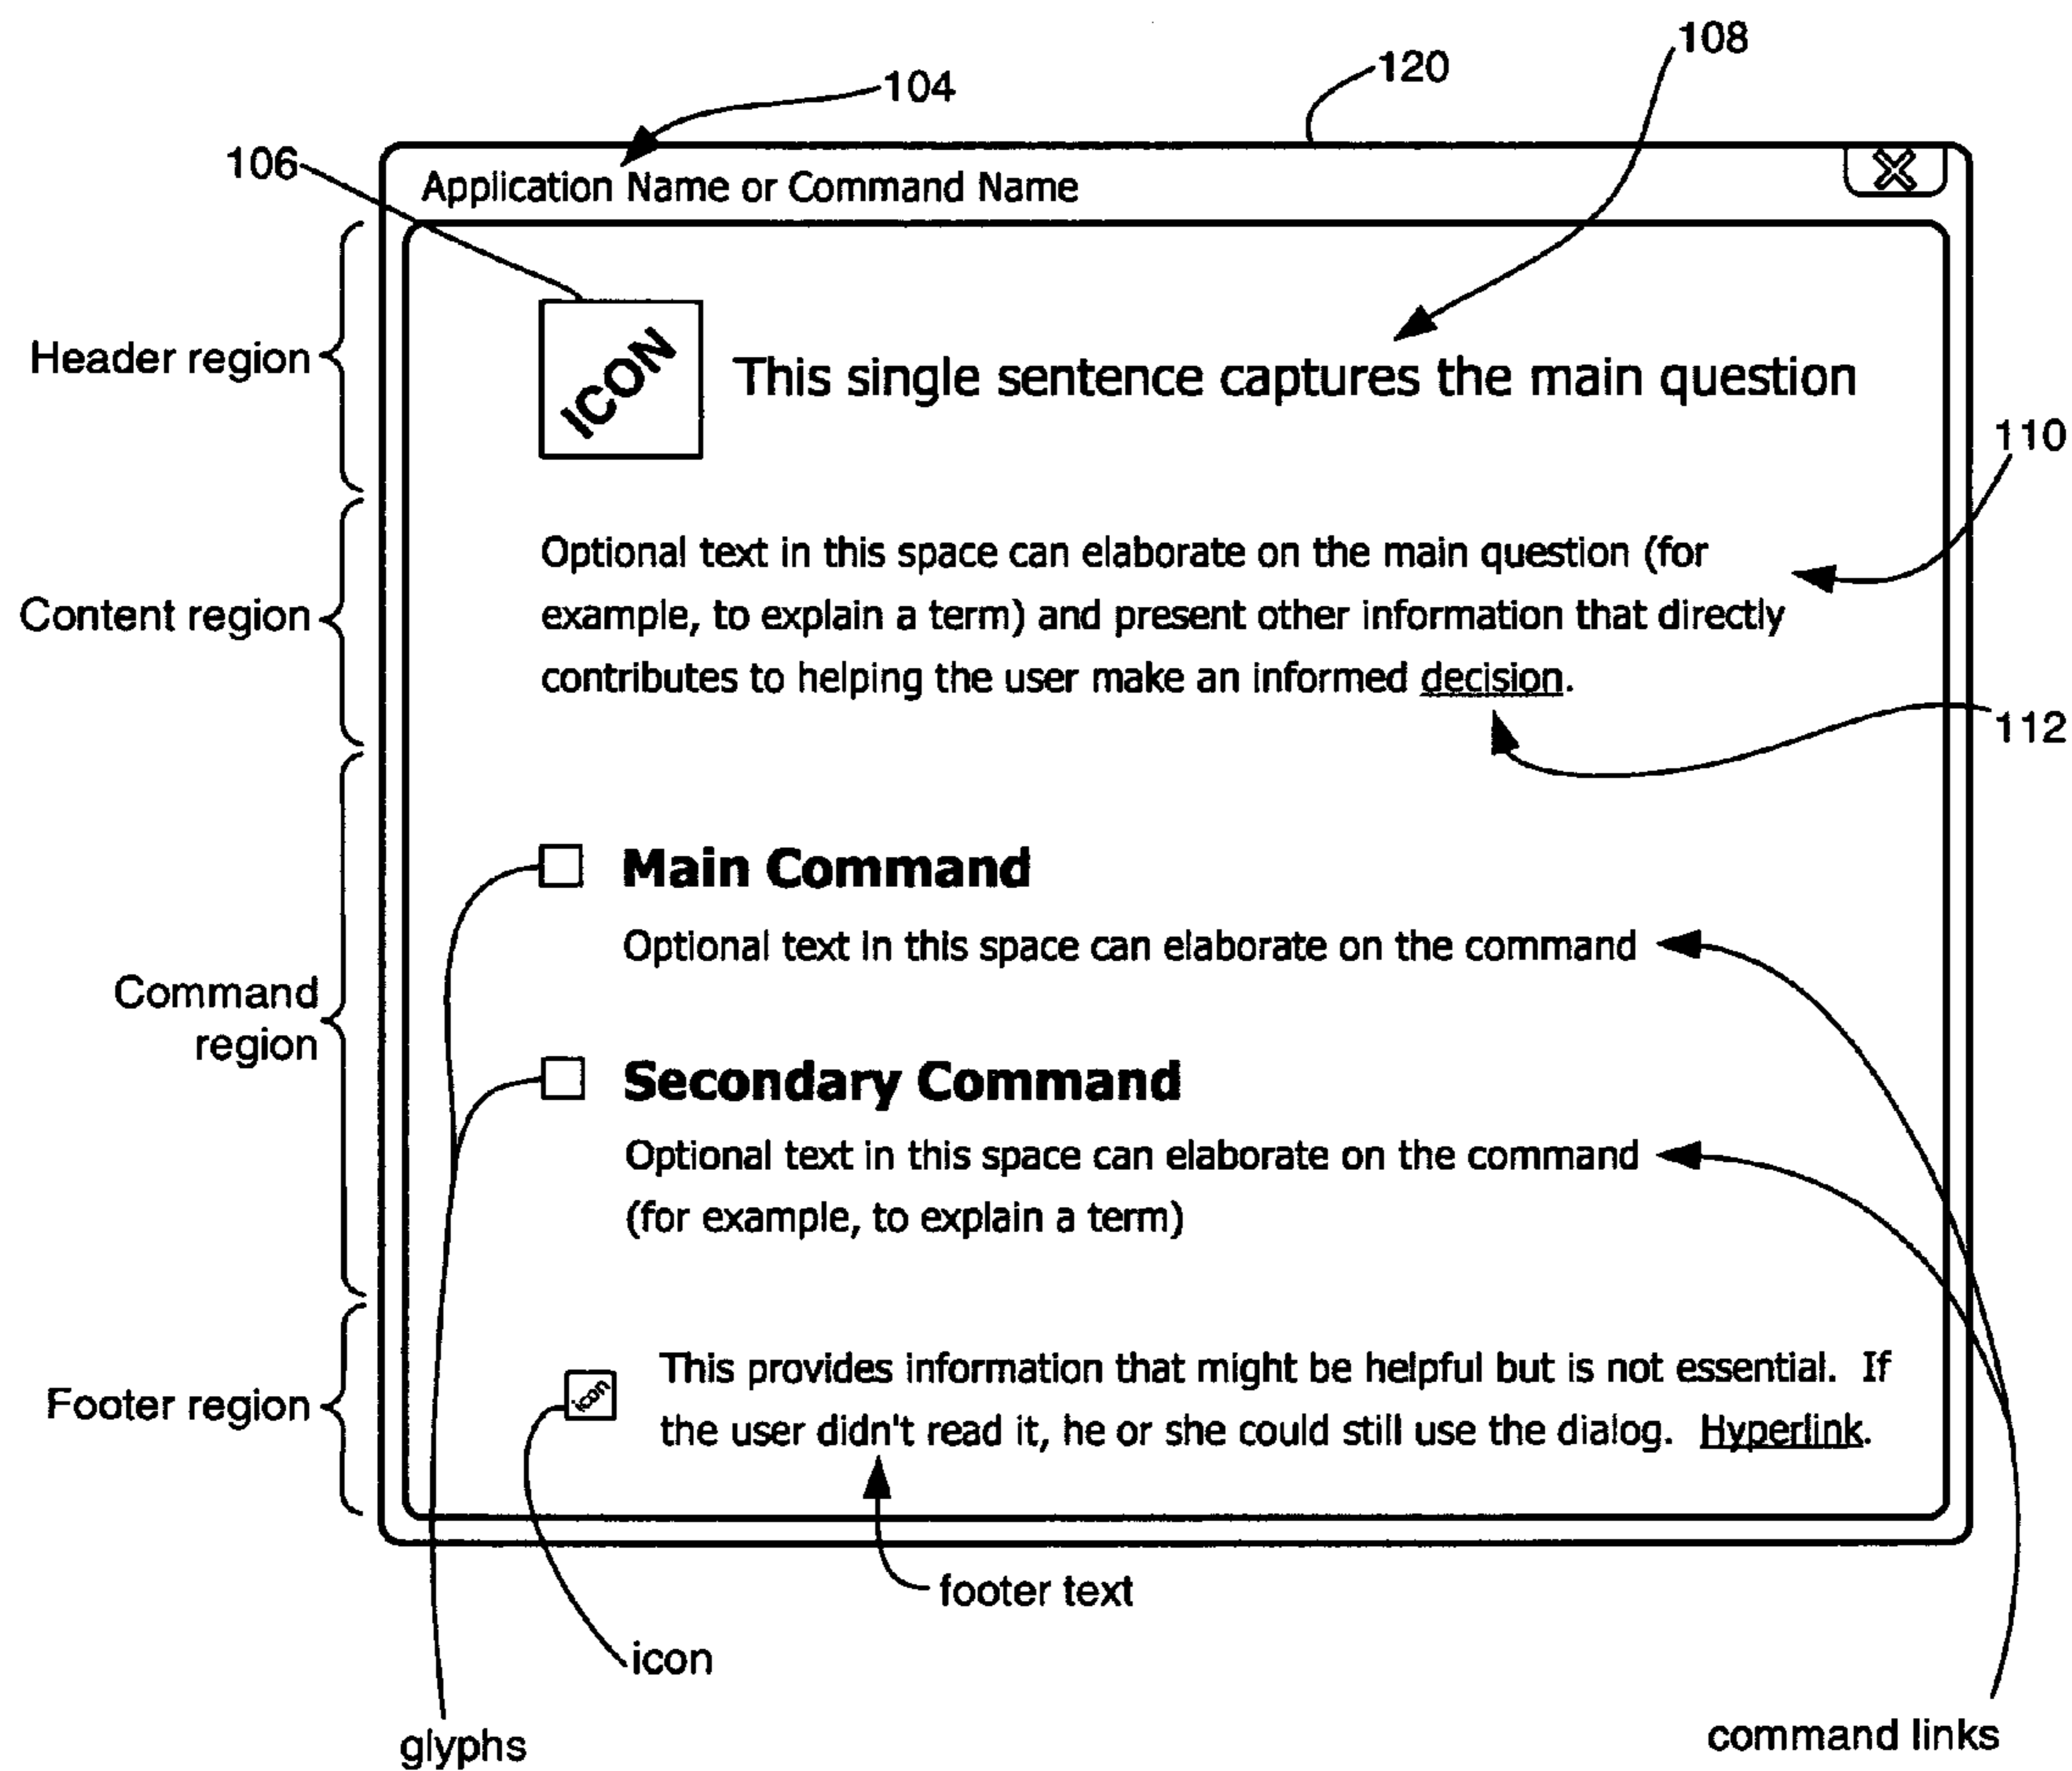 108
120
104
106
Application Name or Command Name
Header region
ICON
This single sentence captures the main question
110
Content region
Optional text in this space can elaborate on the main question (for
example, to explain a term) and present other information that directly
contributes to helping the user make an informed decision.
112
Main Command
Optional text in this space can elaborate on the command
Command
region
Secondary Command
Optional text in this space can elaborate on the command
(for example, to explain a term)
Footer region
icon
This provides information that might be helpful but is not essential. If
the user didn't read it, he or she could still use the dialog. Hyperlink.
footer text
icon
glyphs
command links